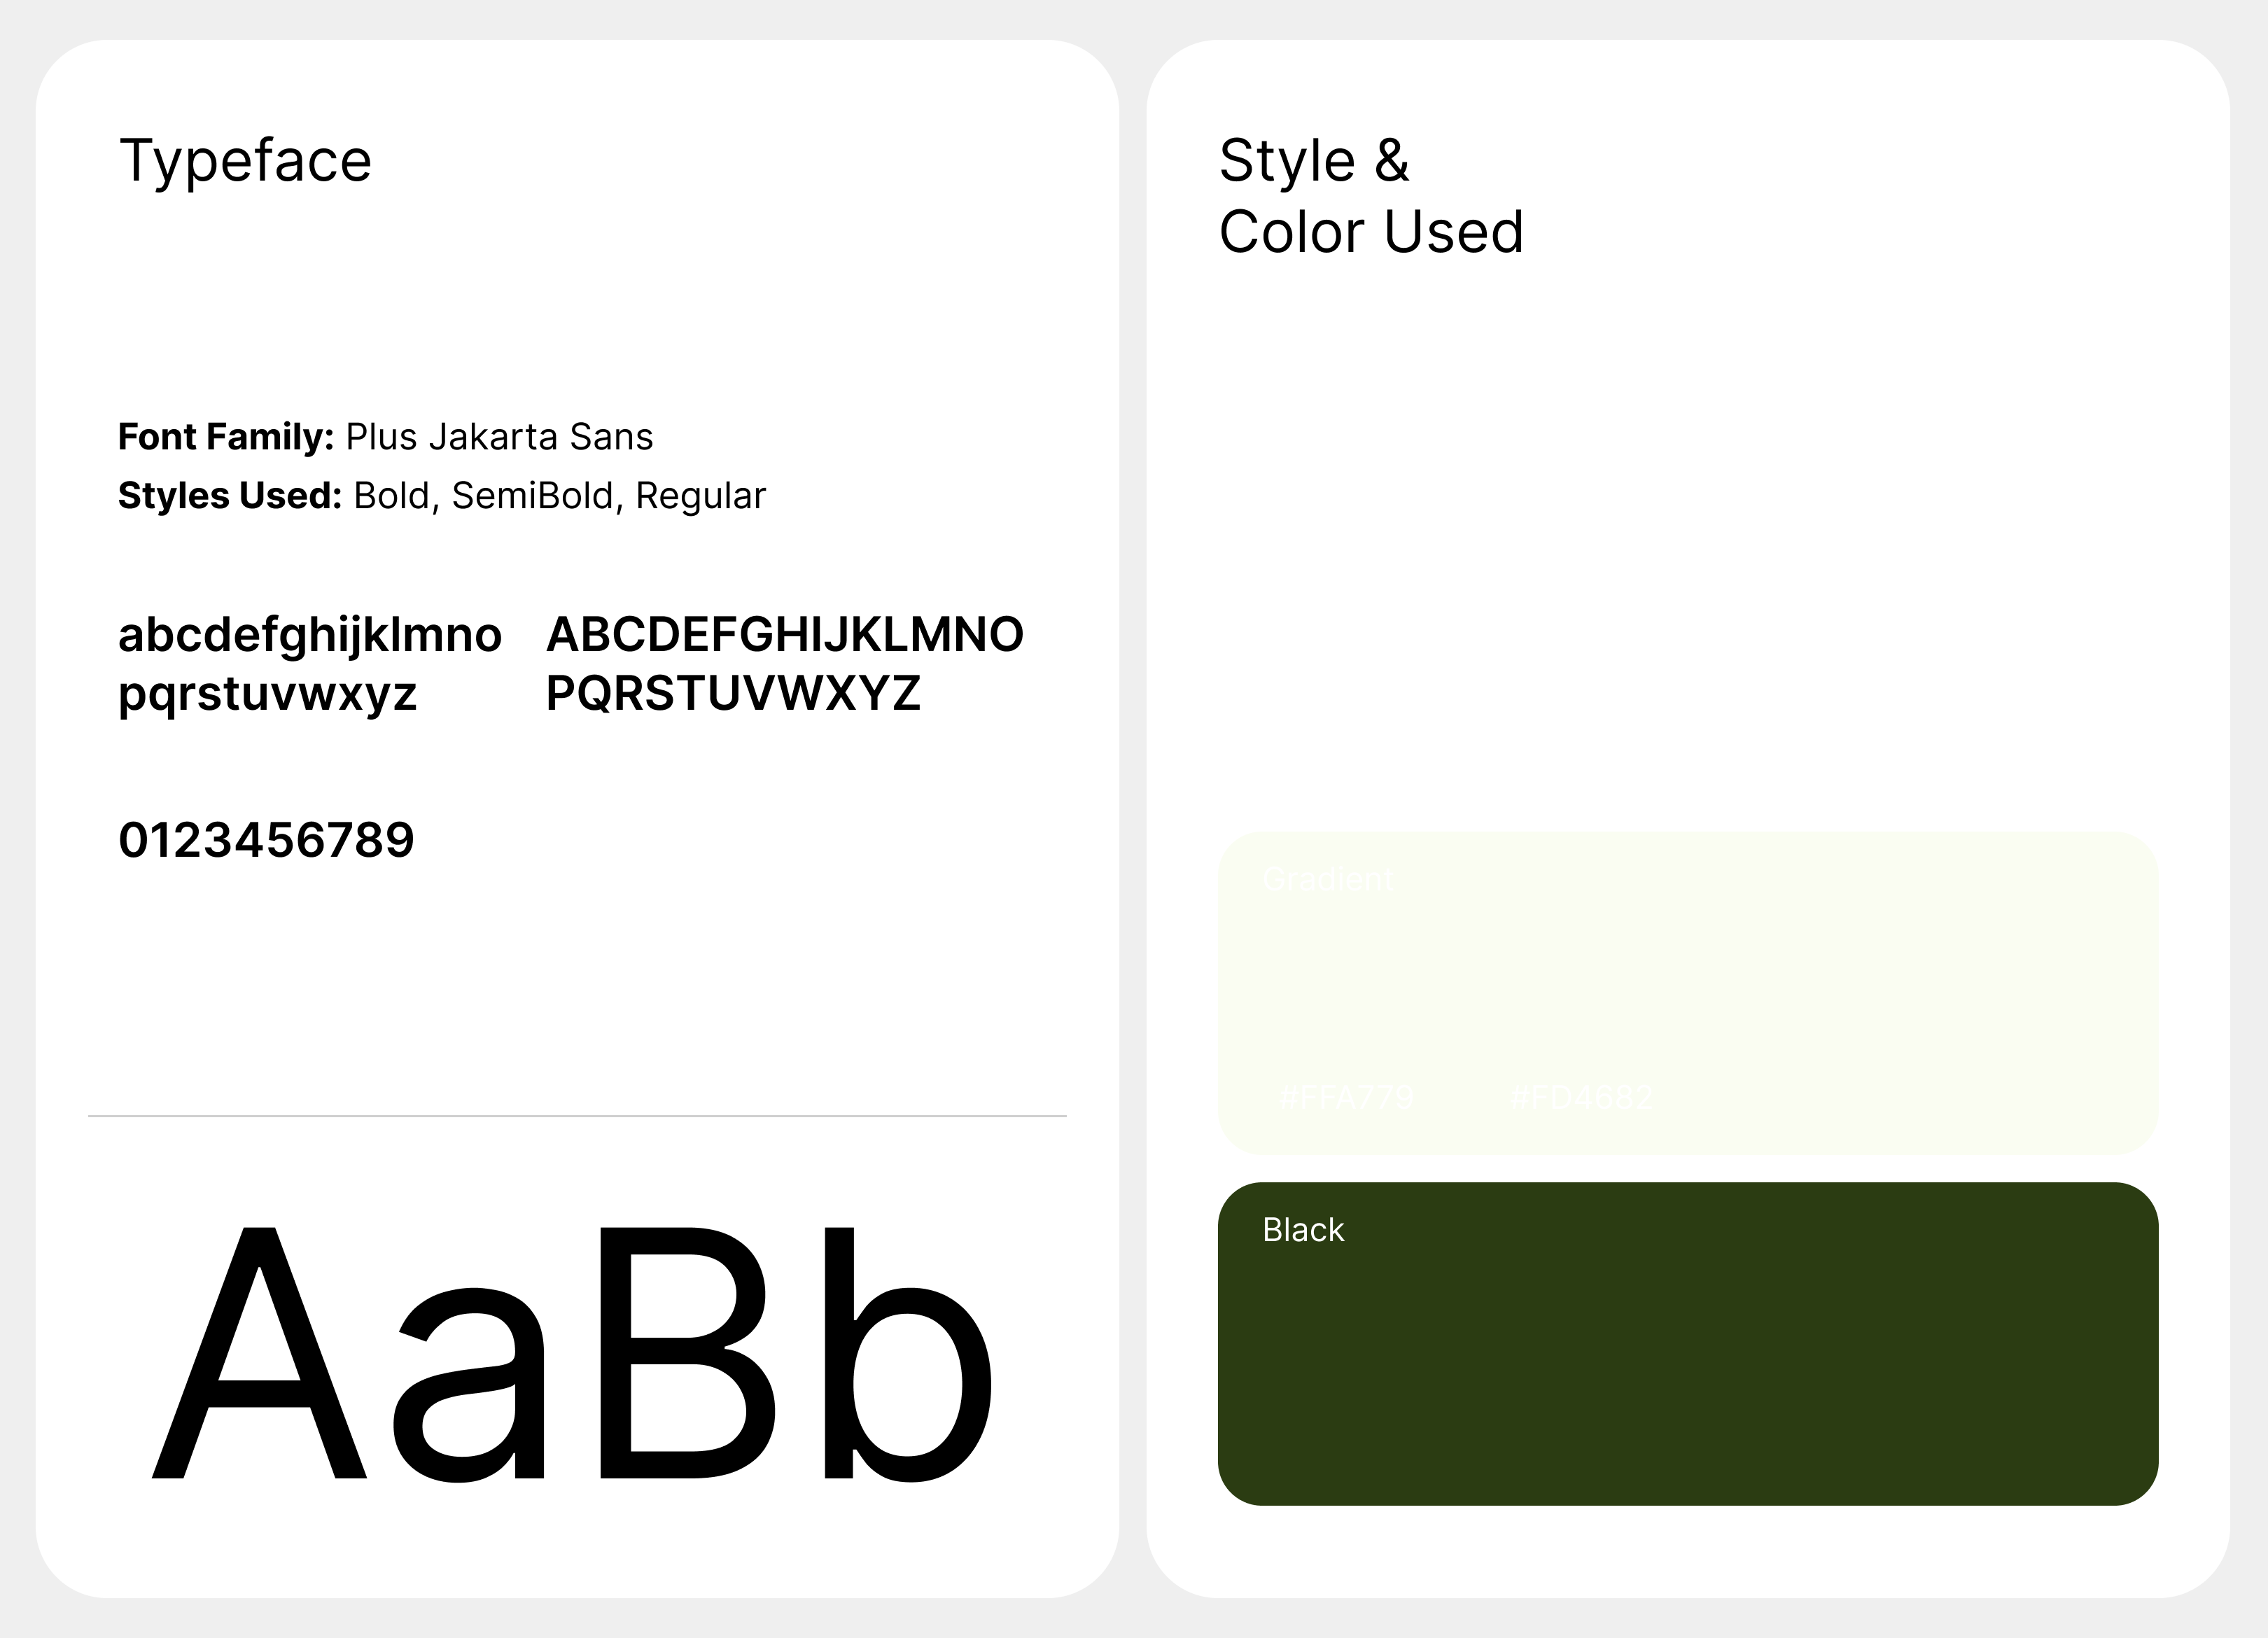 Typeface
Font Family: Plus Jakarta Sans
Styles Used: Bold, SemiBold, Regular
abcdefghijklmno
pqrstuvwxyz
ABCDEFGHIJKLMNO
PQRSTUVWXYZ
0123456789
AaBb
Style &
Color Used
Gradient
#FFA779
#FD4682
Black